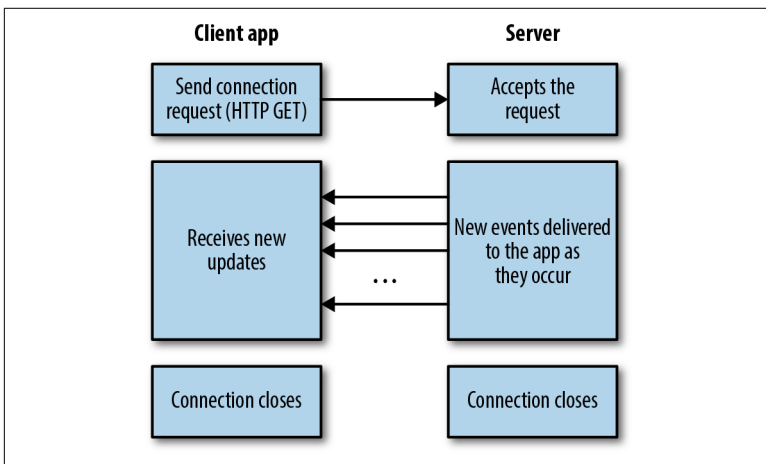 Client app
Server
Send connection
request (HTTP GET)
Accepts the
request
Receives new
updates
...
New events delivered
to the app as
they occur
Connection closes
Connection closes